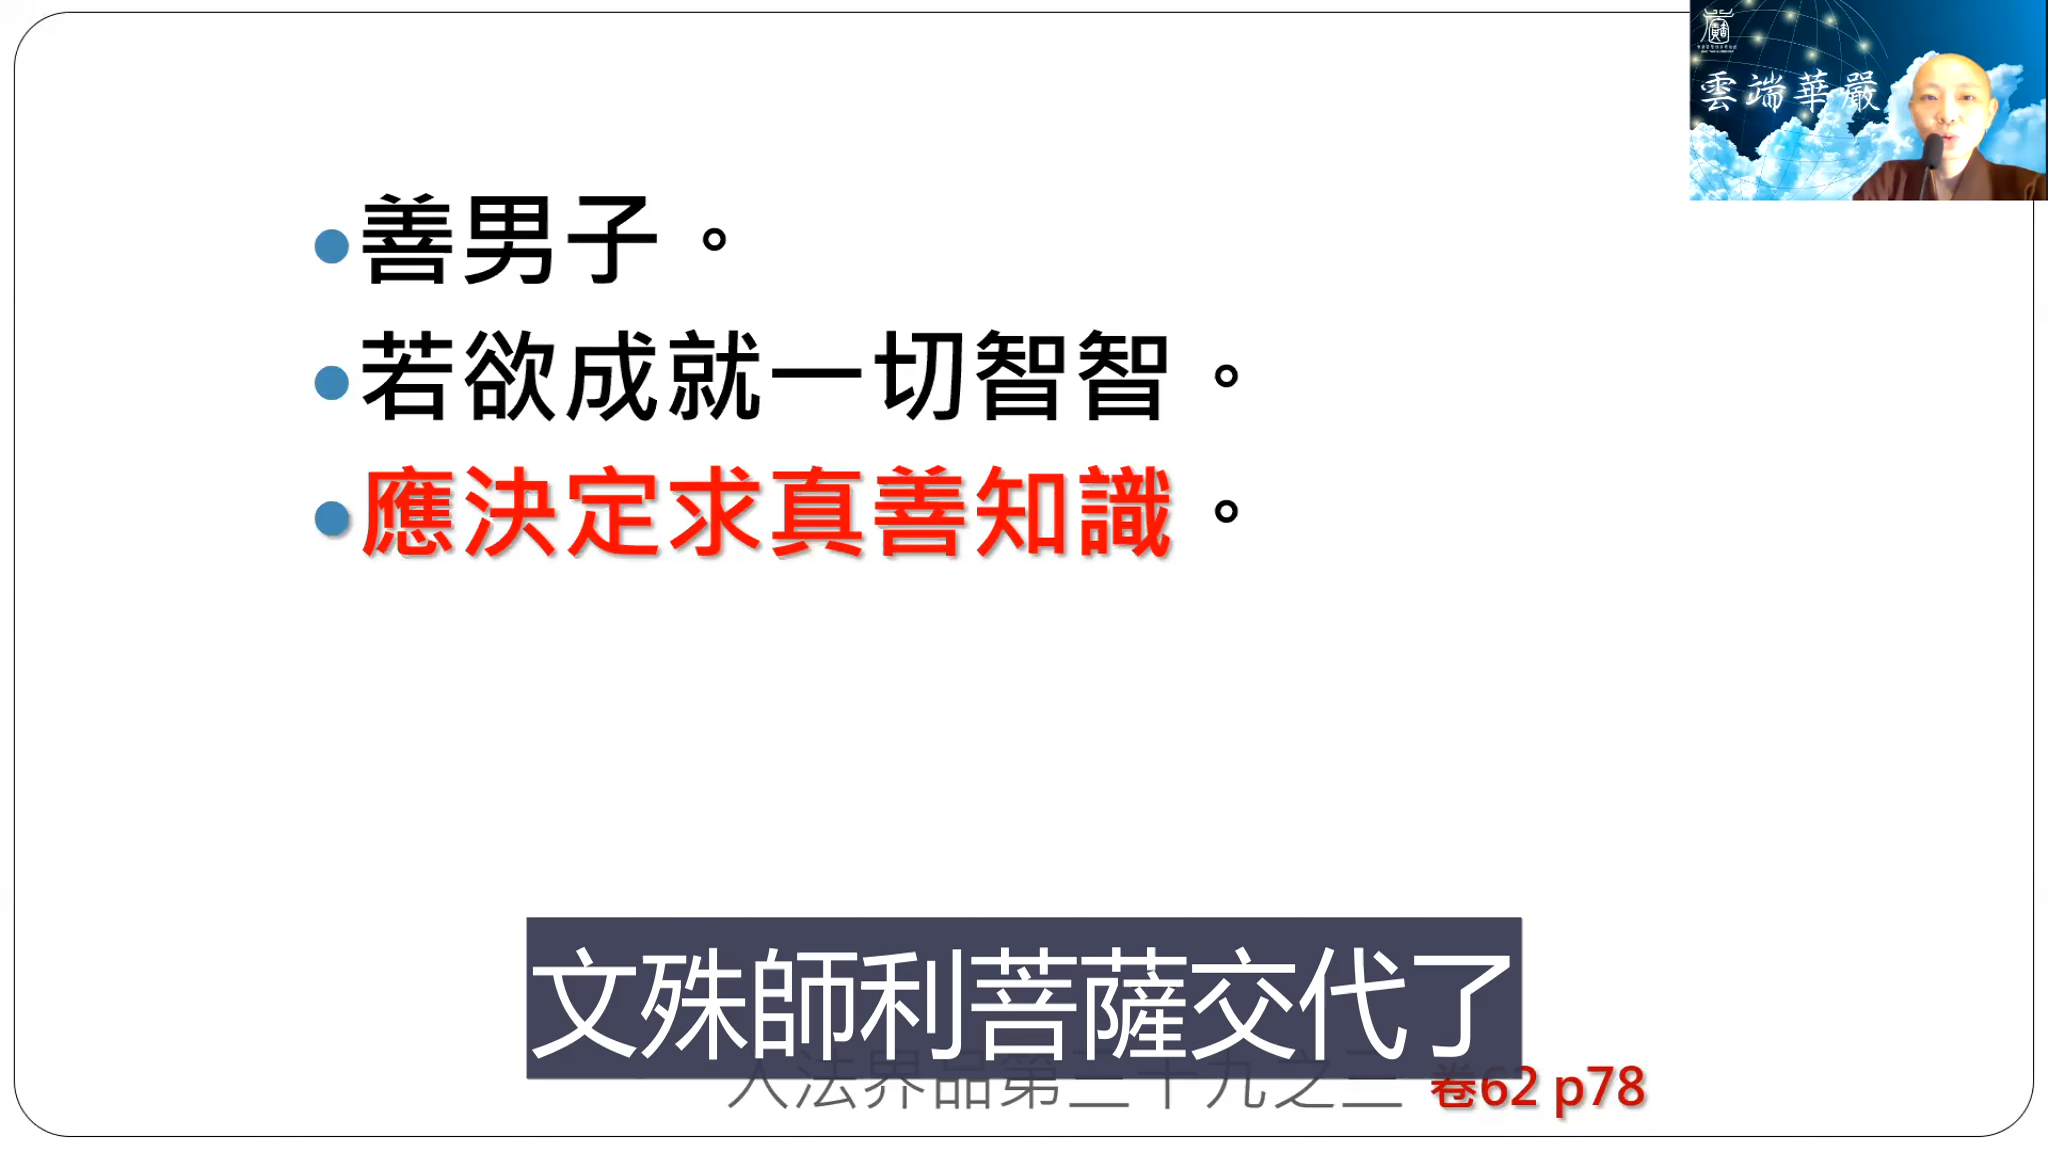 雲端華嚴
善男子。
若欲成就一切智智。
應決定求真善知識。
文殊師利菩薩交代了
入法界品第三十九之三 卷62 p78